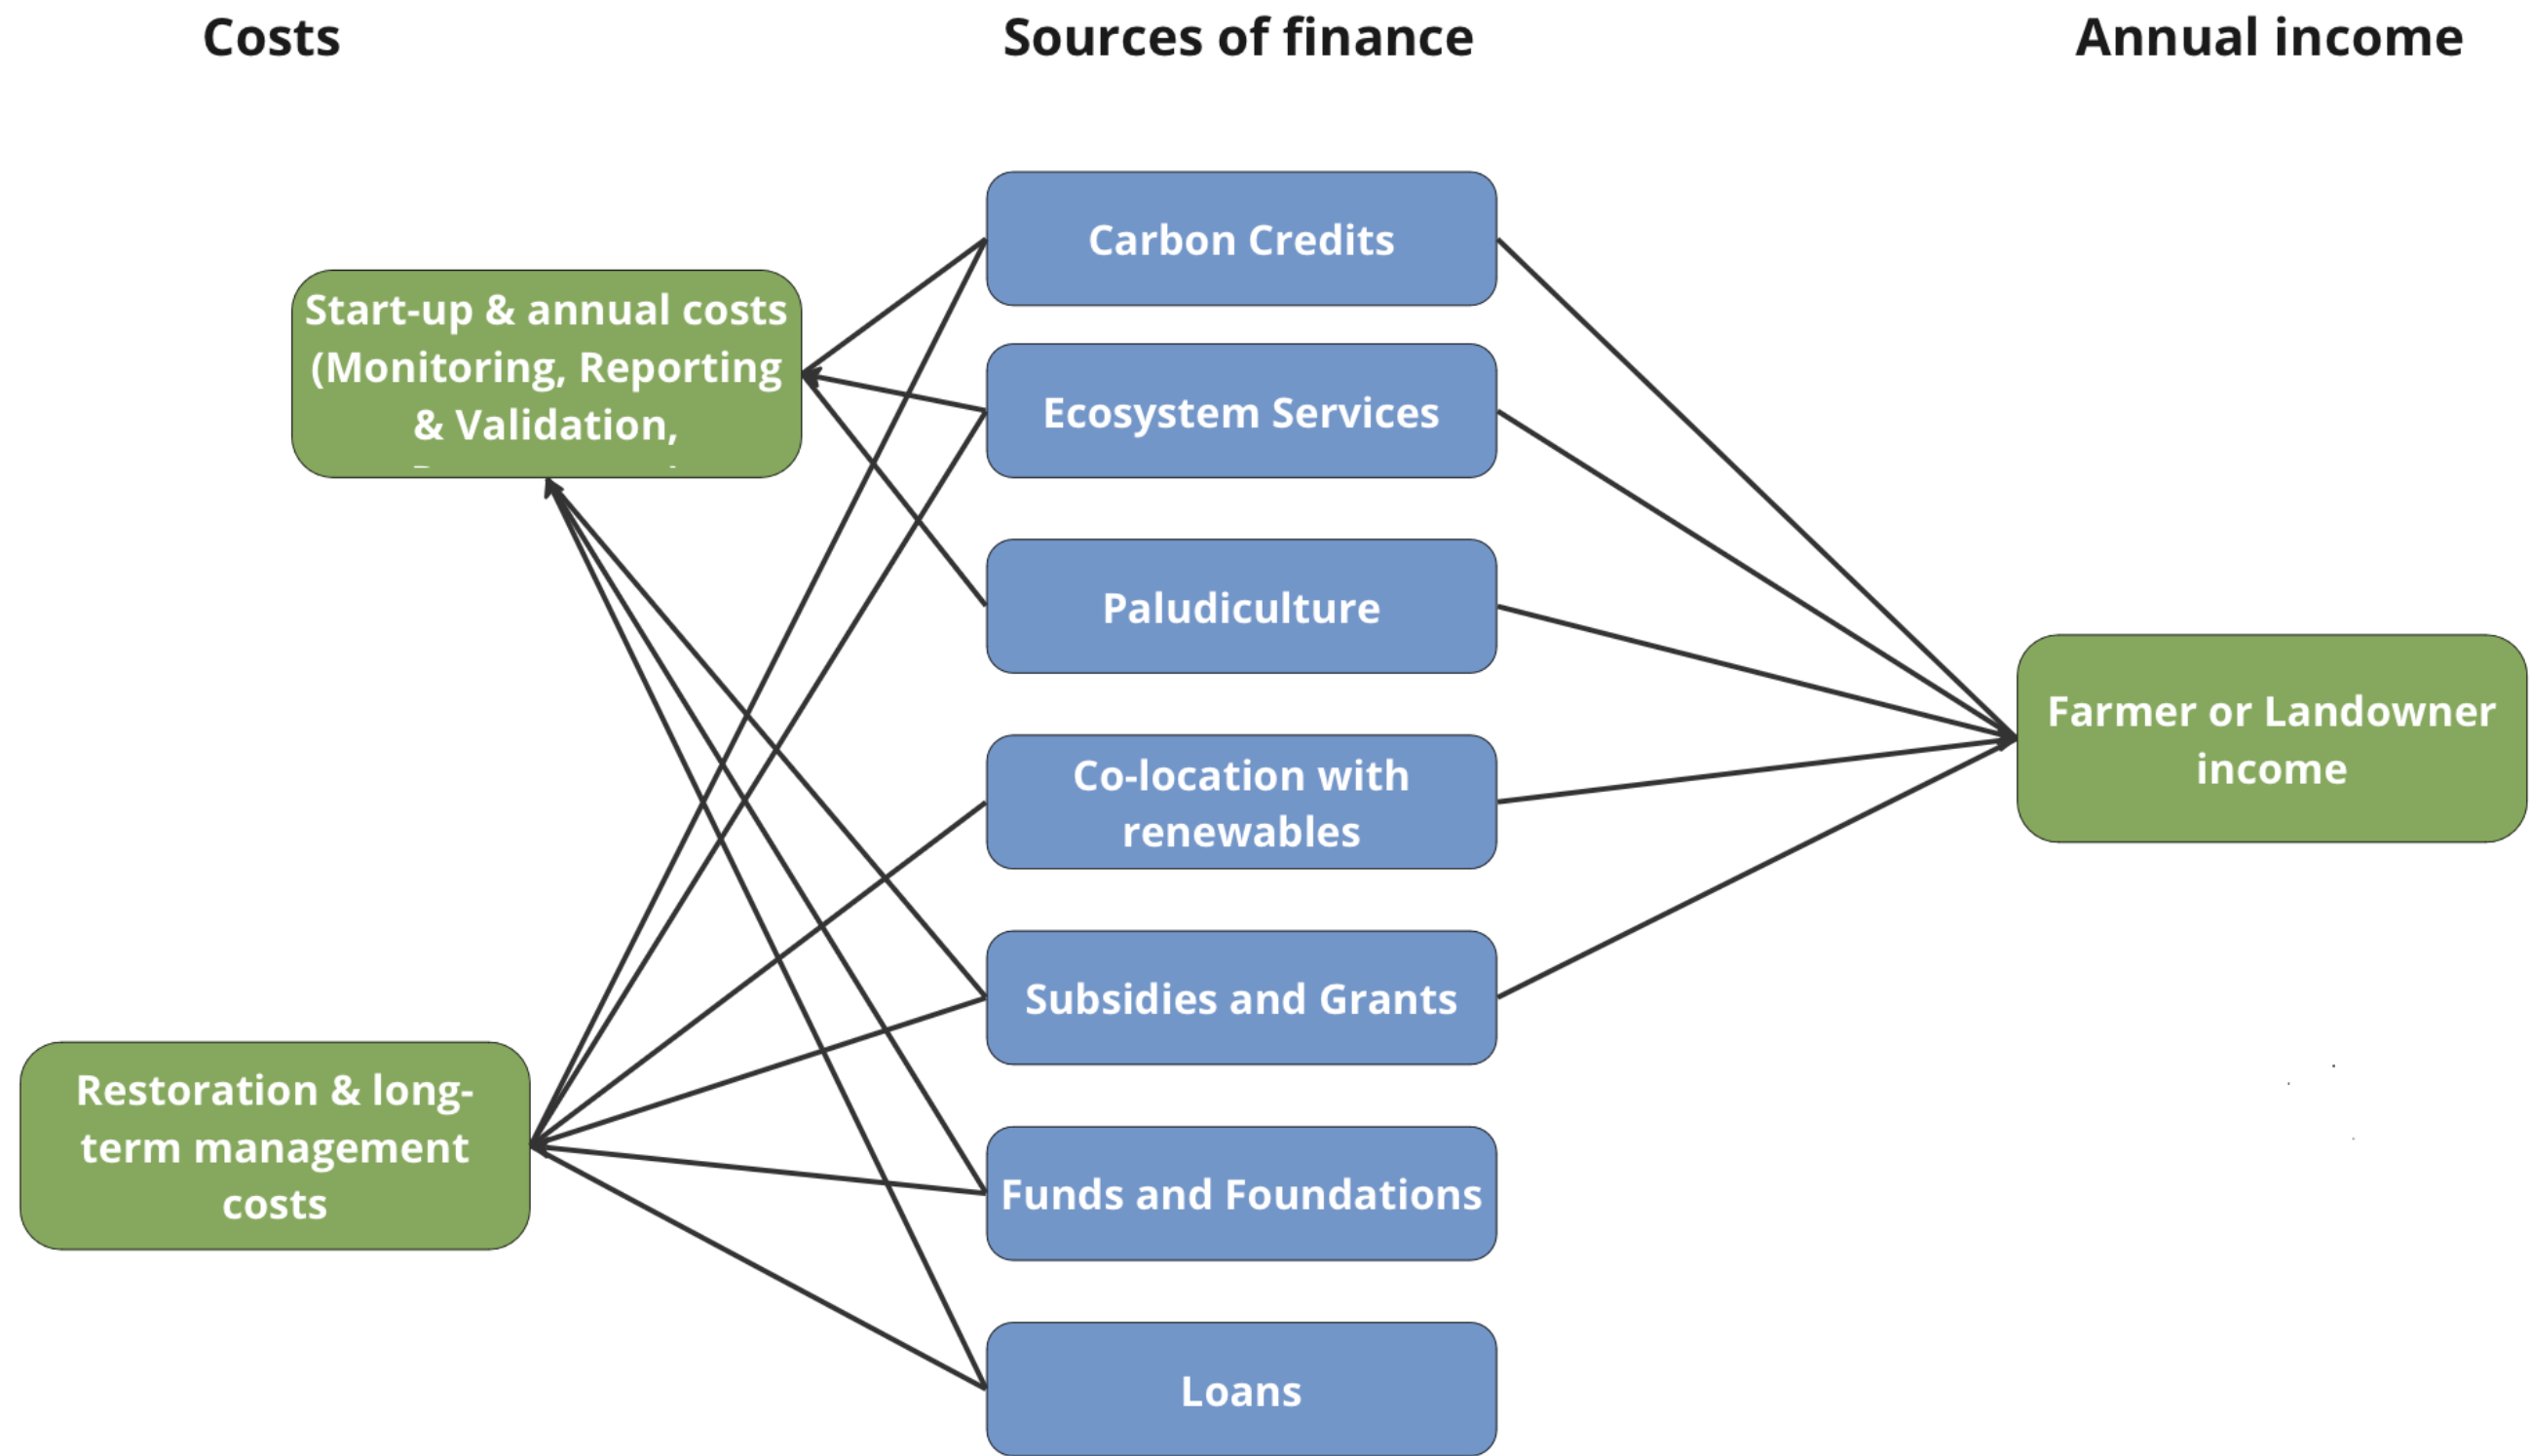 Costs
Sources of finance
Annual income
Carbon Credits
Start-up & annual costs
(Monitoring, Reporting
& Validation,
Ecosystem Services
Paludiculture
Farmer or Landowner
income
Co-location with
renewables
Subsidies and Grants
Restoration & long-
term management
costs
Funds and Foundations
Loans